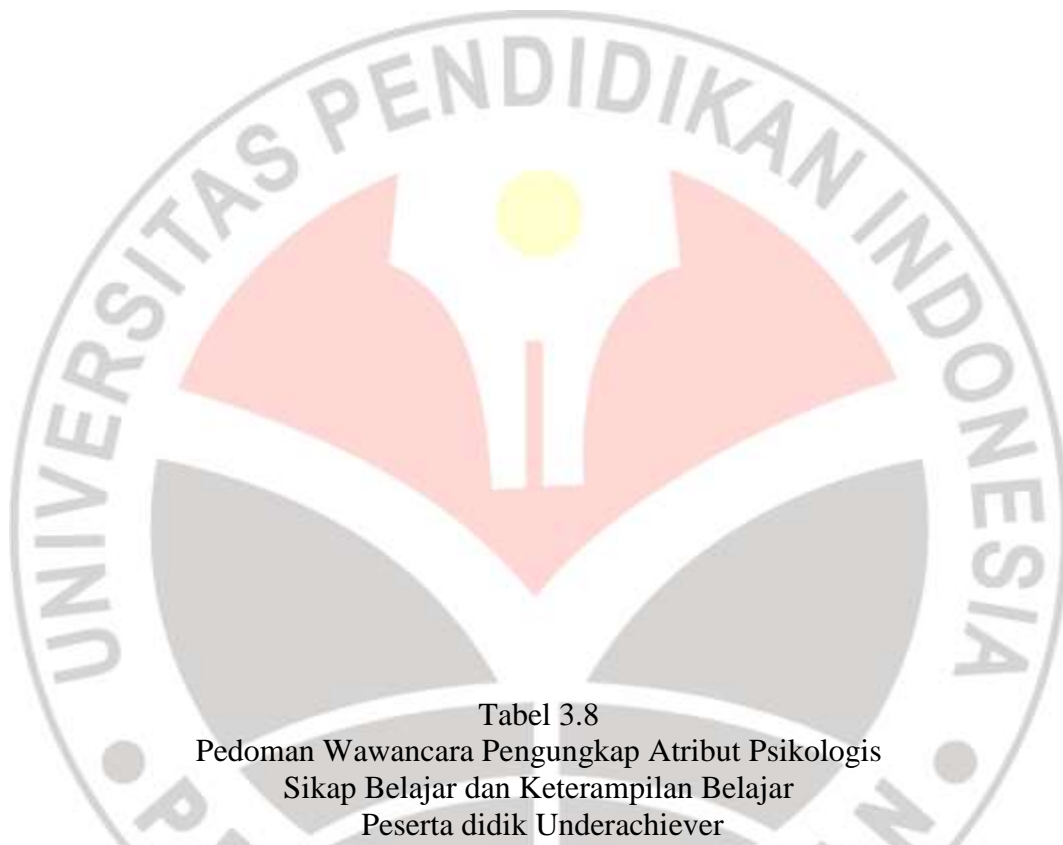 UNIVERSITAS PENDIDIKAN INDONESIA
Tabel 3.8
Pedoman Wawancara Pengungkap Atribut Psikologis
Sikap Belajar dan Keterampilan Belajar
Peserta didik Underachiever